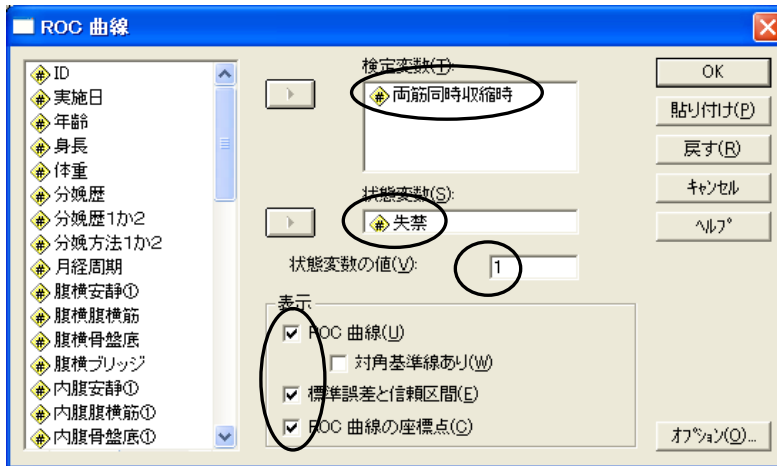 ROC 曲線
ID
実施日
年齢
身長
体重
分娩歴
分娩歴1か2
分娩方法1か2
月経周期
腹横安静①
腹横腹横筋
腹横骨盤底
腹横ブリッジ
内腹安静①
内腹腹横筋①
内腹骨盤底①
検定変数(T):
両筋同時収縮時
状態変数(S):
失禁
状態変数の値(V):
1
表示
ROC 曲線(U)
対角基準線あり(W)
標準誤差と信頼区間(E)
ROC 曲線の座標点(C)
OK
貼り付け(P)
戻す(R)
キャンセル
ヘルプ
オプション(O)...